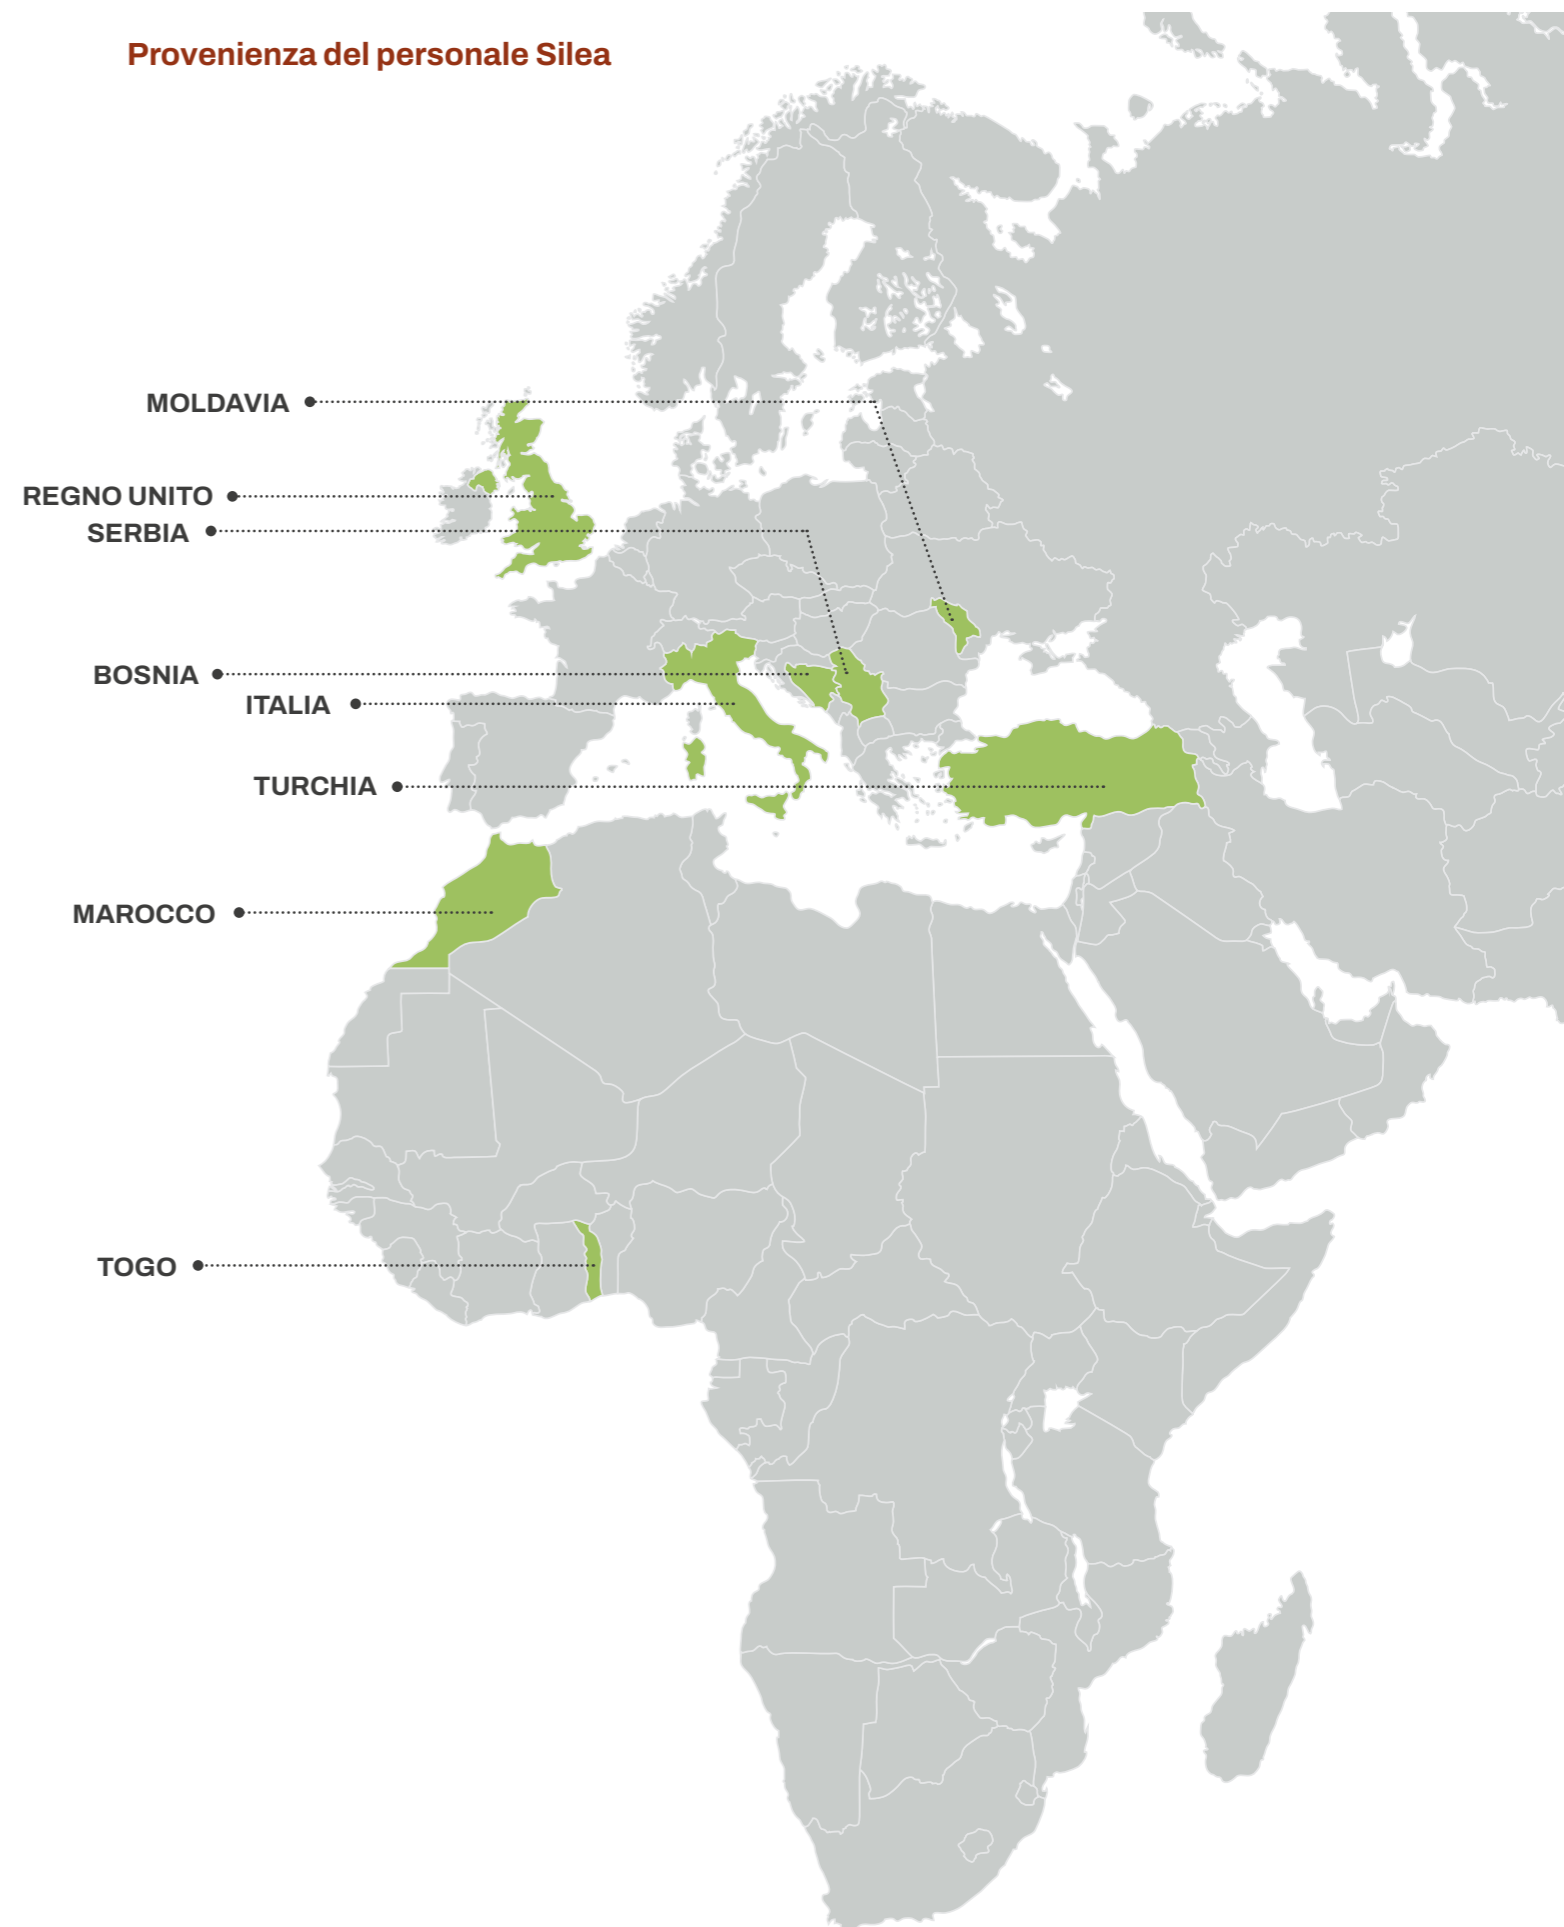 Provenienza del personale Silea
MOLDAVIA
REGNO UNITO
SERBIA
BOSNIA
ITALIA
TURCHIA
MAROCCO
TOGO